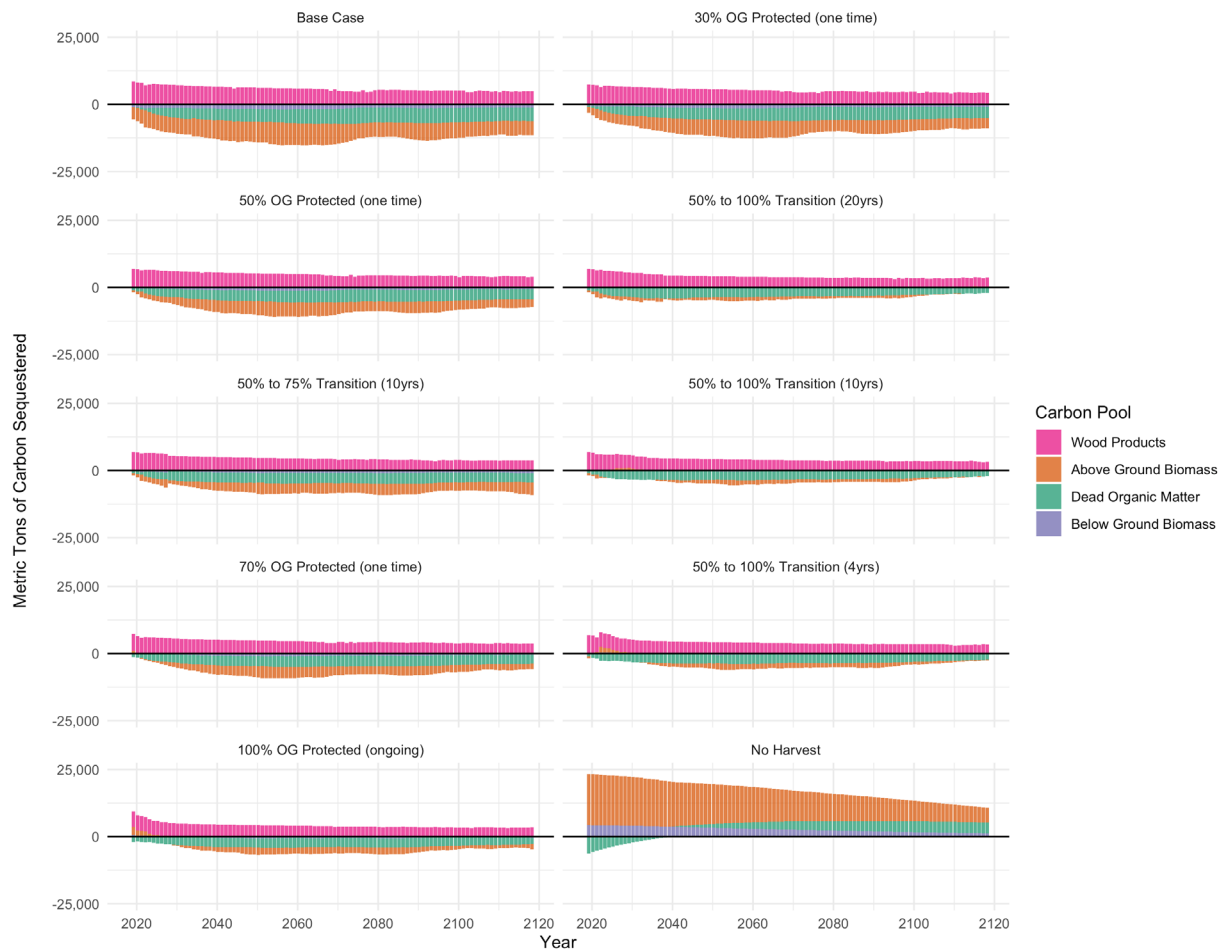 Base Case
30% OG Protected (one time)
25,000
0
-25,000
50% OG Protected (one time)
50% to 100% Transition (20yrs)
25,000
0
-25,000
50% to 75% Transition (10yrs)
50% to 100% Transition (10yrs)
25,000
0
-25,000
70% OG Protected (one time)
50% to 100% Transition (4yrs)
25,000
0
-25,000
100% OG Protected (ongoing)
No Harvest
25,000
0
-25,000
2020 2040 2060 2080 2100 2120
2020 2040 2060 2080 2100 2120
Year
Metric Tons of Carbon Sequestered
Carbon Pool
Wood Products
Above Ground Biomass
Dead Organic Matter
Below Ground Biomass